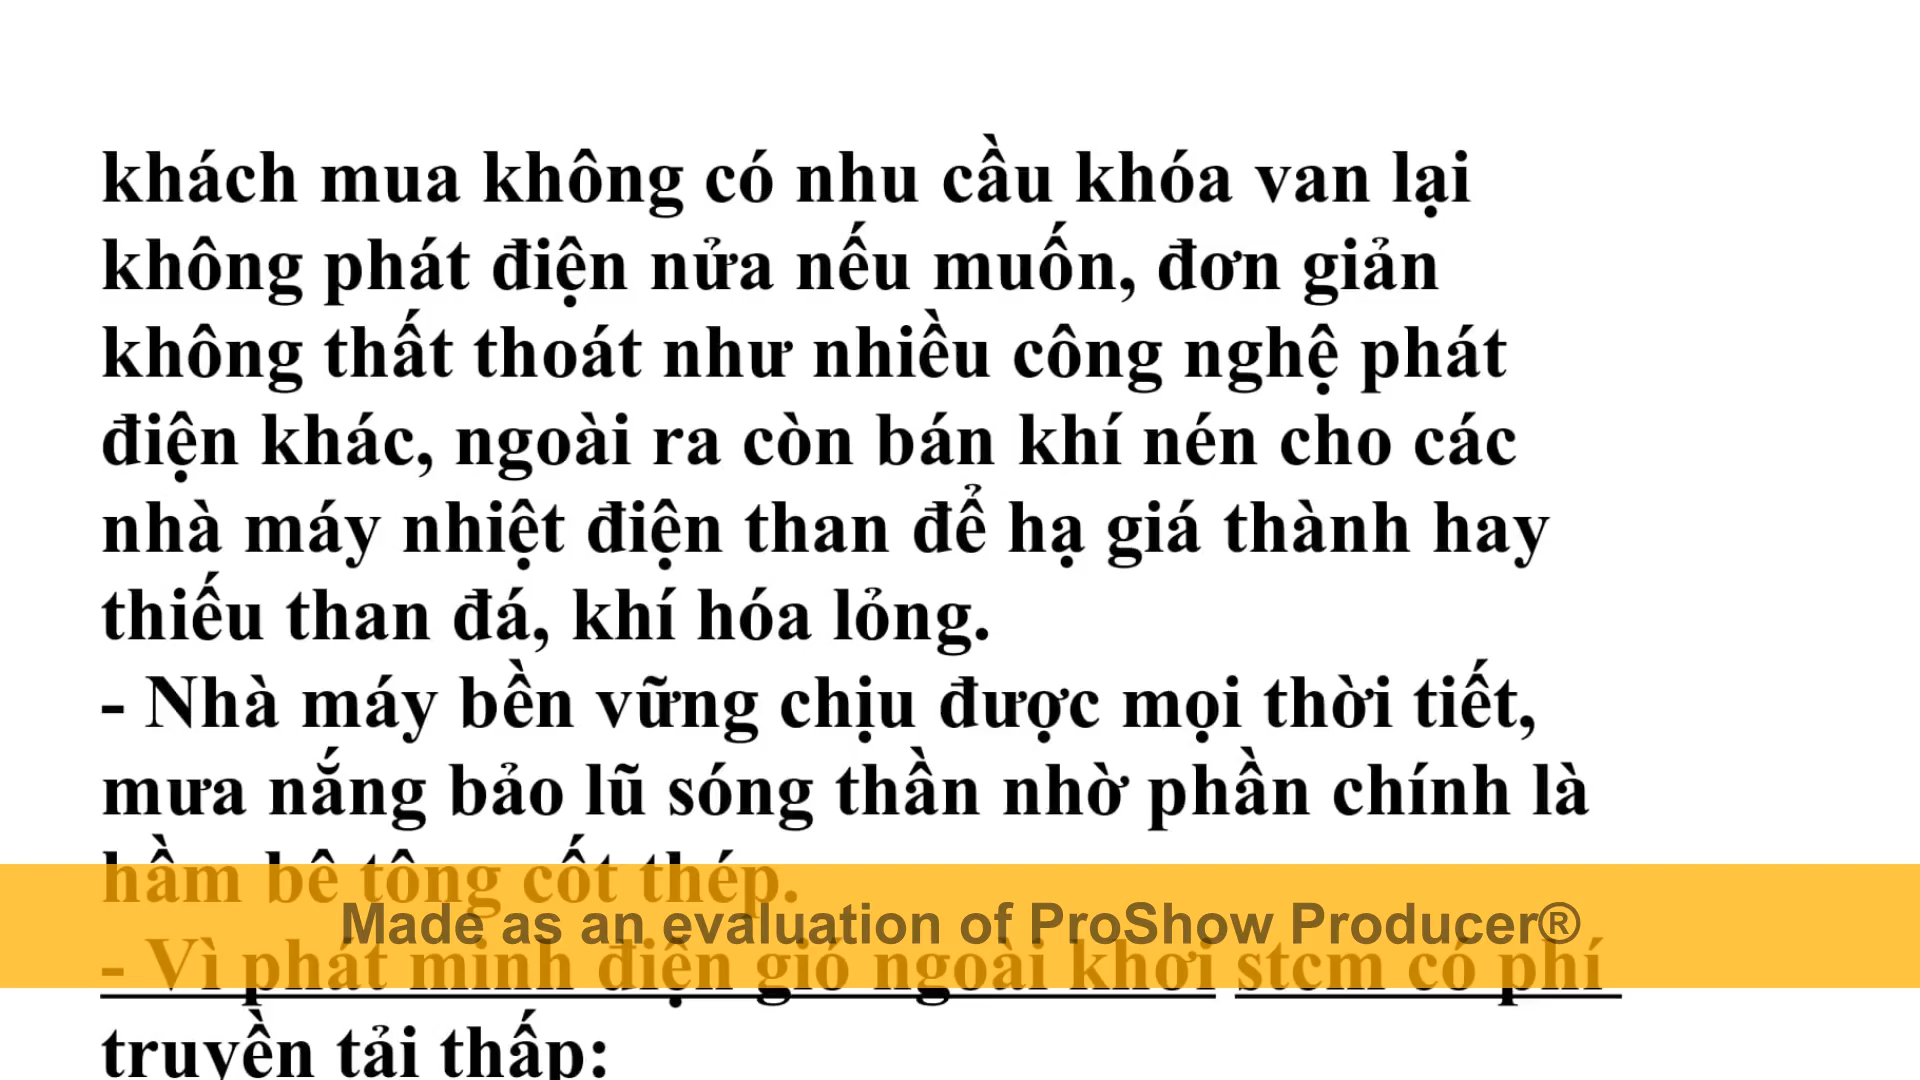 khách mua không có nhu cầu khóa van lại
không phát điện nửa nếu muốn, đơn giản
không thất thoát như nhiều công nghệ phát
điện khác, ngoài ra còn bán khí nén cho các
nhà máy nhiệt điện than để hạ giá thành hay
thiếu than đá, khí hóa lỏng.
- Nhà máy bền vững chịu được mọi thời tiết,
mưa nắng bảo lũ sóng thần nhờ phần chính là
hầm bê tông cốt thép.
Made as an evaluation of ProShow Producer®
- Vì phát minh điện gió ngoài khơi stcm có phí
truyền tải thấp: